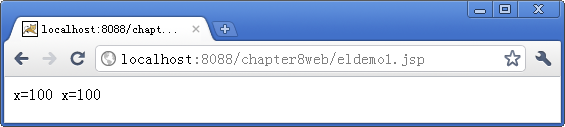 localhost:8088/chapt...
localhost:8088/chapter8web/eldemo1.jsp
x=100 x=100